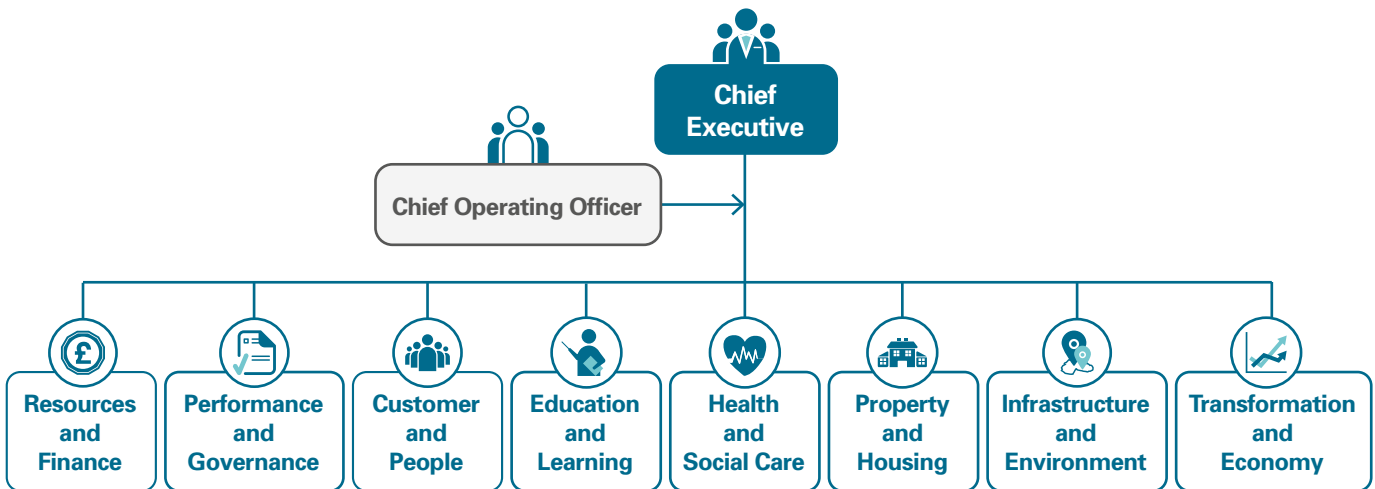 Chief
Executive
Chief Operating Officer
£
Resources
and
Finance
Performance
and
Governance
Customer
and
People
Education
and
Learning
Health
and
Social Care
Property
and
Housing
Infrastructure
and
Environment
Transformation
and
Economy